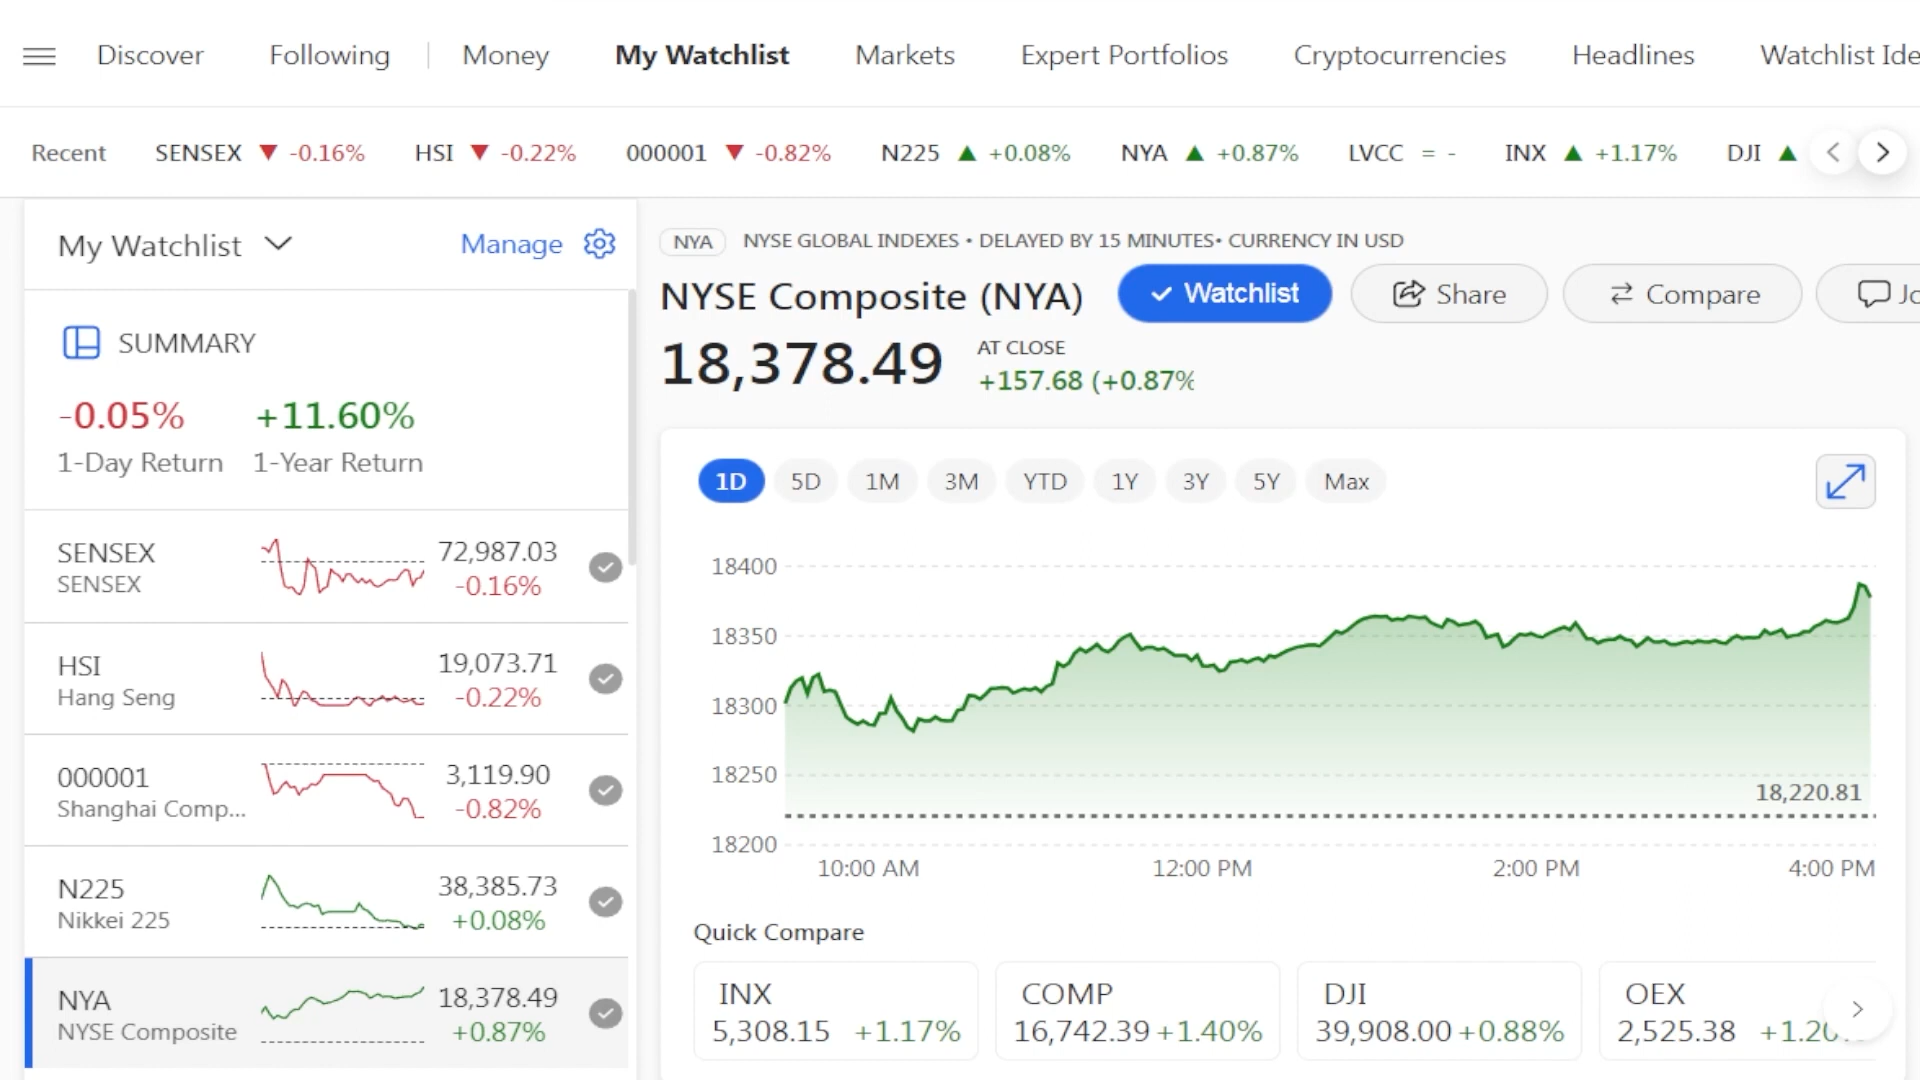 Discover Following Money My Watchlist Markets Expert Portfolios Cryptocurrencies Headlines Watchlist
Recent SENSEX ▼ -0.16% HSI ▼ -0.22% 000001 ▼ -0.82% N225 ▲ +0.08% NYA ▲ +0.87% LVCC = - INX ▲ +1.17% DJI ▲
My Watchlist Manage
SUMMARY
-0.05% +11.60%
1-Day Return 1-Year Return
SENSEX 72,987.03
SENSEX -0.16%
HSI 19,073.71
Hang Seng -0.22%
000001 3,119.90
Shanghai Comp... -0.82%
N225 38,385.73
Nikkei 225 +0.08%
NYA 18,378.49
NYSE Composite +0.87%
NYA NYSE GLOBAL INDEXES • DELAYED BY 15 MINUTES• CURRENCY IN USD
NYSE Composite (NYA) Watchlist Share Compare
18,378.49 AT CLOSE
+157.68 (+0.87%
1D 5D 1M 3M YTD 1Y 3Y 5Y Max
18400
18350
18300
18250
18,220.81
18200
10:00 AM 12:00 PM 2:00 PM 4:00 PM
Quick Compare
INX COMP DJI OEX
5,308.15 +1.17% 16,742.39 +1.40% 39,908.00 +0.88% 2,525.38 +1.20